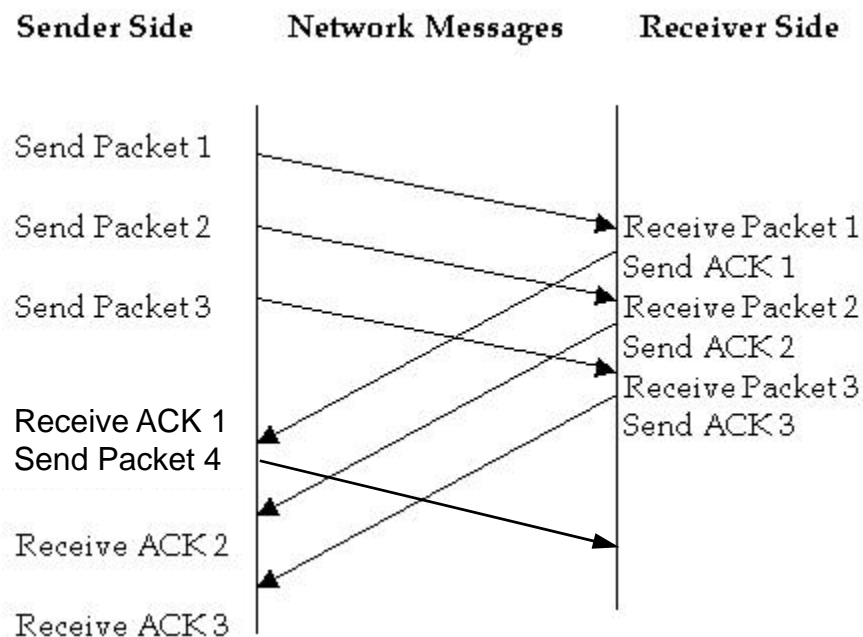 Sender Side
Network Messages
Receiver Side
Send Packet 1
Send Packet 2
Send Packet 3
Receive ACK 1
Send Packet 4
Receive ACK 2
Receive ACK 3
Receive Packet 1
Send ACK 1
Receive Packet 2
Send ACK 2
Receive Packet 3
Send ACK 3